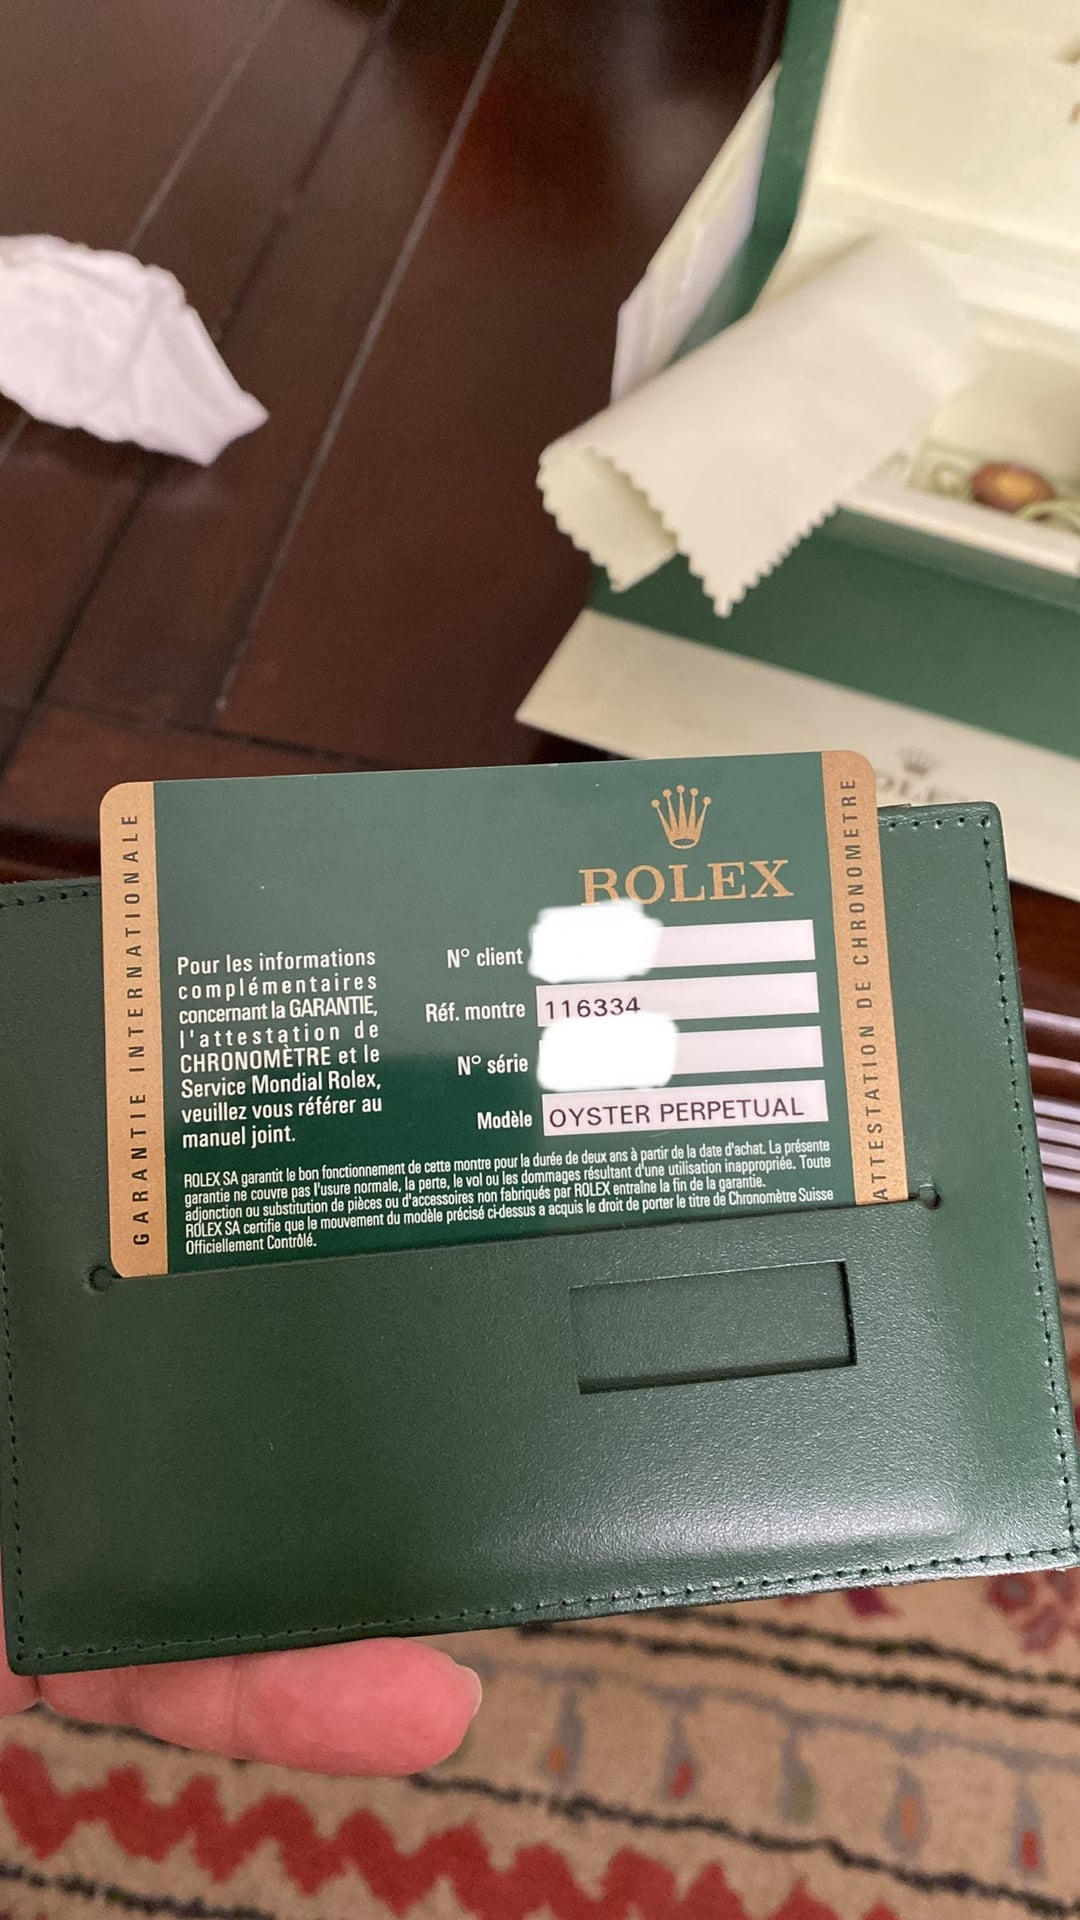 ROLEX
GARANTIE INTERNATIONALE
ROLEX
ATTESTATION DE CHRONOMETRE
Pour les informations
complémentaires
concernant la GARANTIE,
l'attestation de
CHRONOMÈTRE et le
Service Mondial Rolex,
veuillez vous référer au
manuel joint.
N° client
Réf. montre 116334
N° série
Modèle OYSTER PERPETUAL
ROLEX SA garantit le bon fonctionnement de cette montre pour la durée de deux ans à partir de la date d'achat. La présente
garantie ne couvre pas l'usure normale, la perte, le vol ou les dommages résultant d'une utilisation inappropriée. Toute
adjonction ou substitution de pièces ou d'accessoires non fabriqués par ROLEX entraîne la fin de la garantie.
ROLEX SA certifie que le mouvement du modèle précisé ci-dessus a acquis le droit de porter le titre de Chronomètre Suisse
Officiellement Contrôlé.